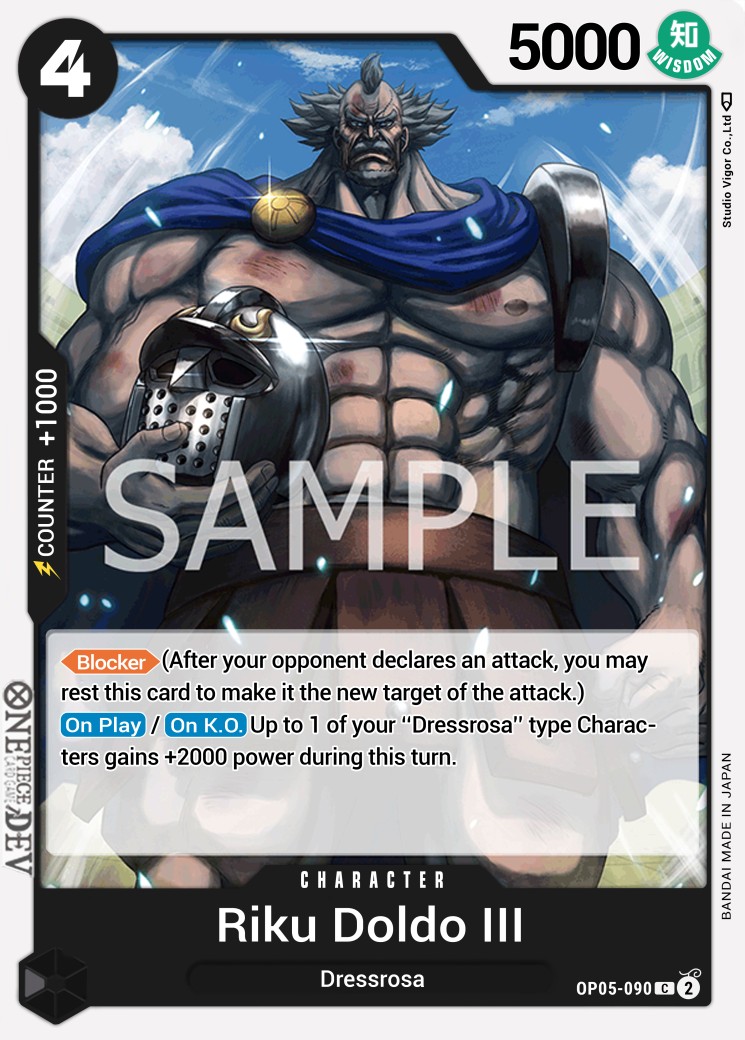 4
5000
知
WISDOM
Studio Vigor Co.,Ltd
COUNTER +1000
SAMPLE
Blocker (After your opponent declares an attack, you may
rest this card to make it the new target of the attack.)
On Play / On K.O. Up to 1 of your “Dressrosa” type Charac-
ters gains +2000 power during this turn.
ONE PIECE
CARD GAME
/DEV
BANDAI MADE IN JAPAN
CHARACTER
Riku Doldo III
Dressrosa
OP05-090 C 2